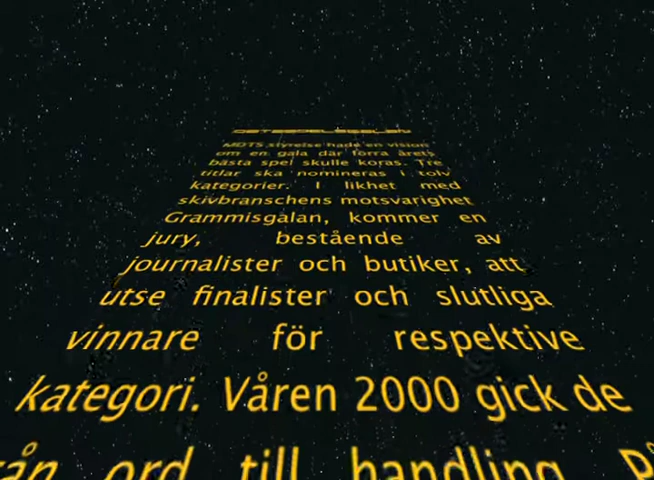 MDTS styrelse hade en vision
om en gala där förra årets
bästa spel skulle koras. Tre
titlar ska nomineras i tolv
kategorier. I likhet med
skivbranschens motsvarighet
Grammisgalan, kommer en
jury, bestående av
journalister och butiker, att
utse finalister och slutliga
vinnare för respektive
kategori. Våren 2000 gick de
från ord till handling. På